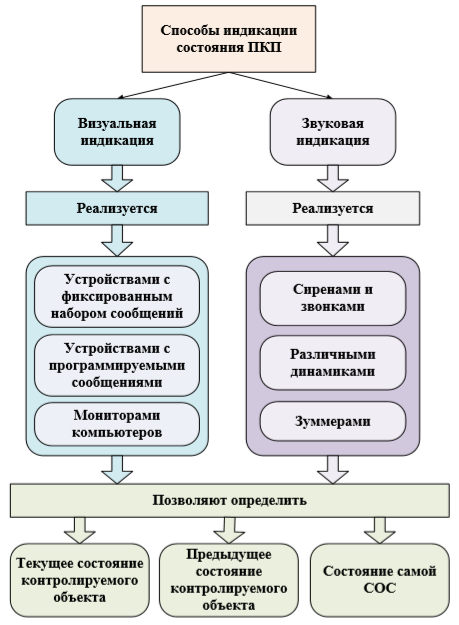 Способы индикации
состояния ПКП
Визуальная
индикация
Звуковая
индикация
Реализуется
Реализуется
Устройствами с
фиксированным
набором сообщений
Устройствами с
программируемыми
сообщениями
Мониторами
компьютеров
Сиренами и
звонками
Различными
динамиками
Зуммерами
Позволяют определить
Текущее состояние
контролируемого
объекта
Предыдущее
состояние
контролируемого
объекта
Состояние самой
СОС